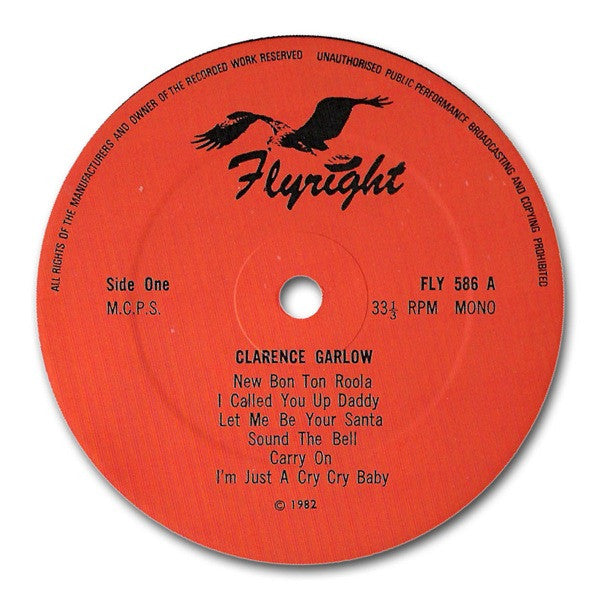 ALL RIGHTS OF THE MANUFACTURERS AND OWNER OF THE RECORDED WORK RESERVED
UNAUTHORISED PUBLIC PERFORMANCE BROADCASTING AND COPYING PROHIBITED
Flyright
Side One
M.C.P.S.
FLY 586 A
33⅓ RPM MONO
CLARENCE GARLOW
New Bon Ton Roola
I Called You Up Daddy
Let Me Be Your Santa
Sound The Bell
Carry On
I'm Just A Cry Cry Baby
© 1982